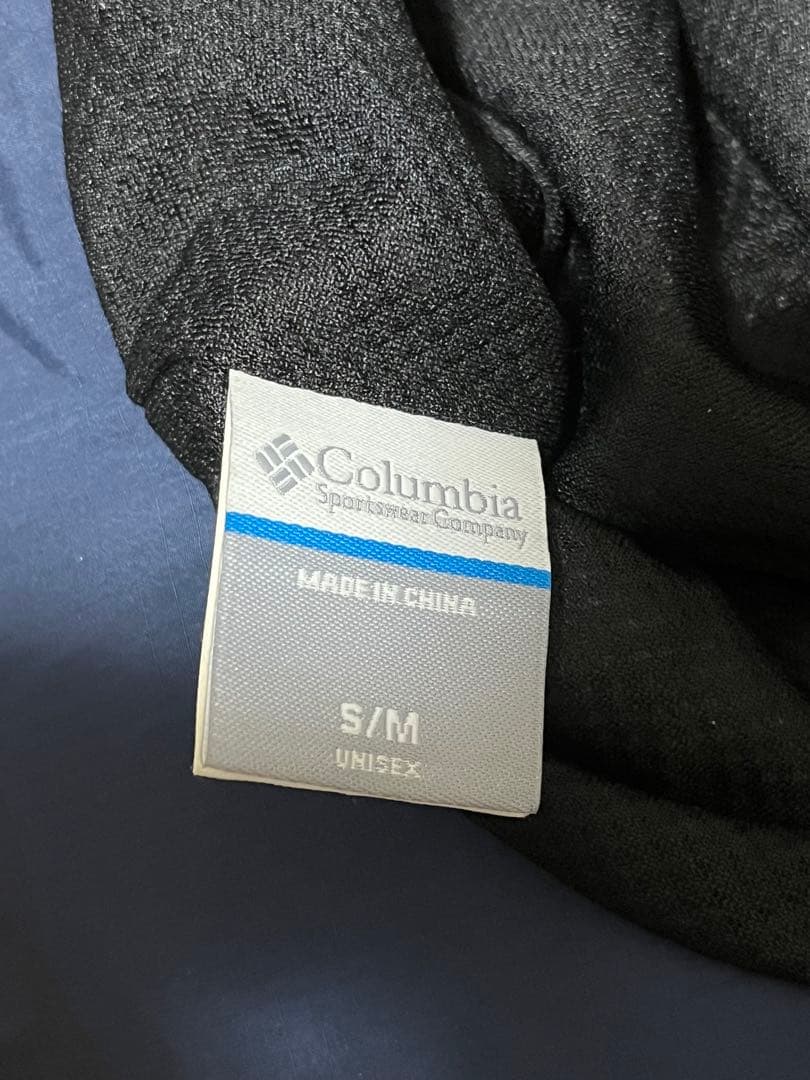 Columbia
Sportswear Company
MADE IN CHINA
S/M
UNISEX